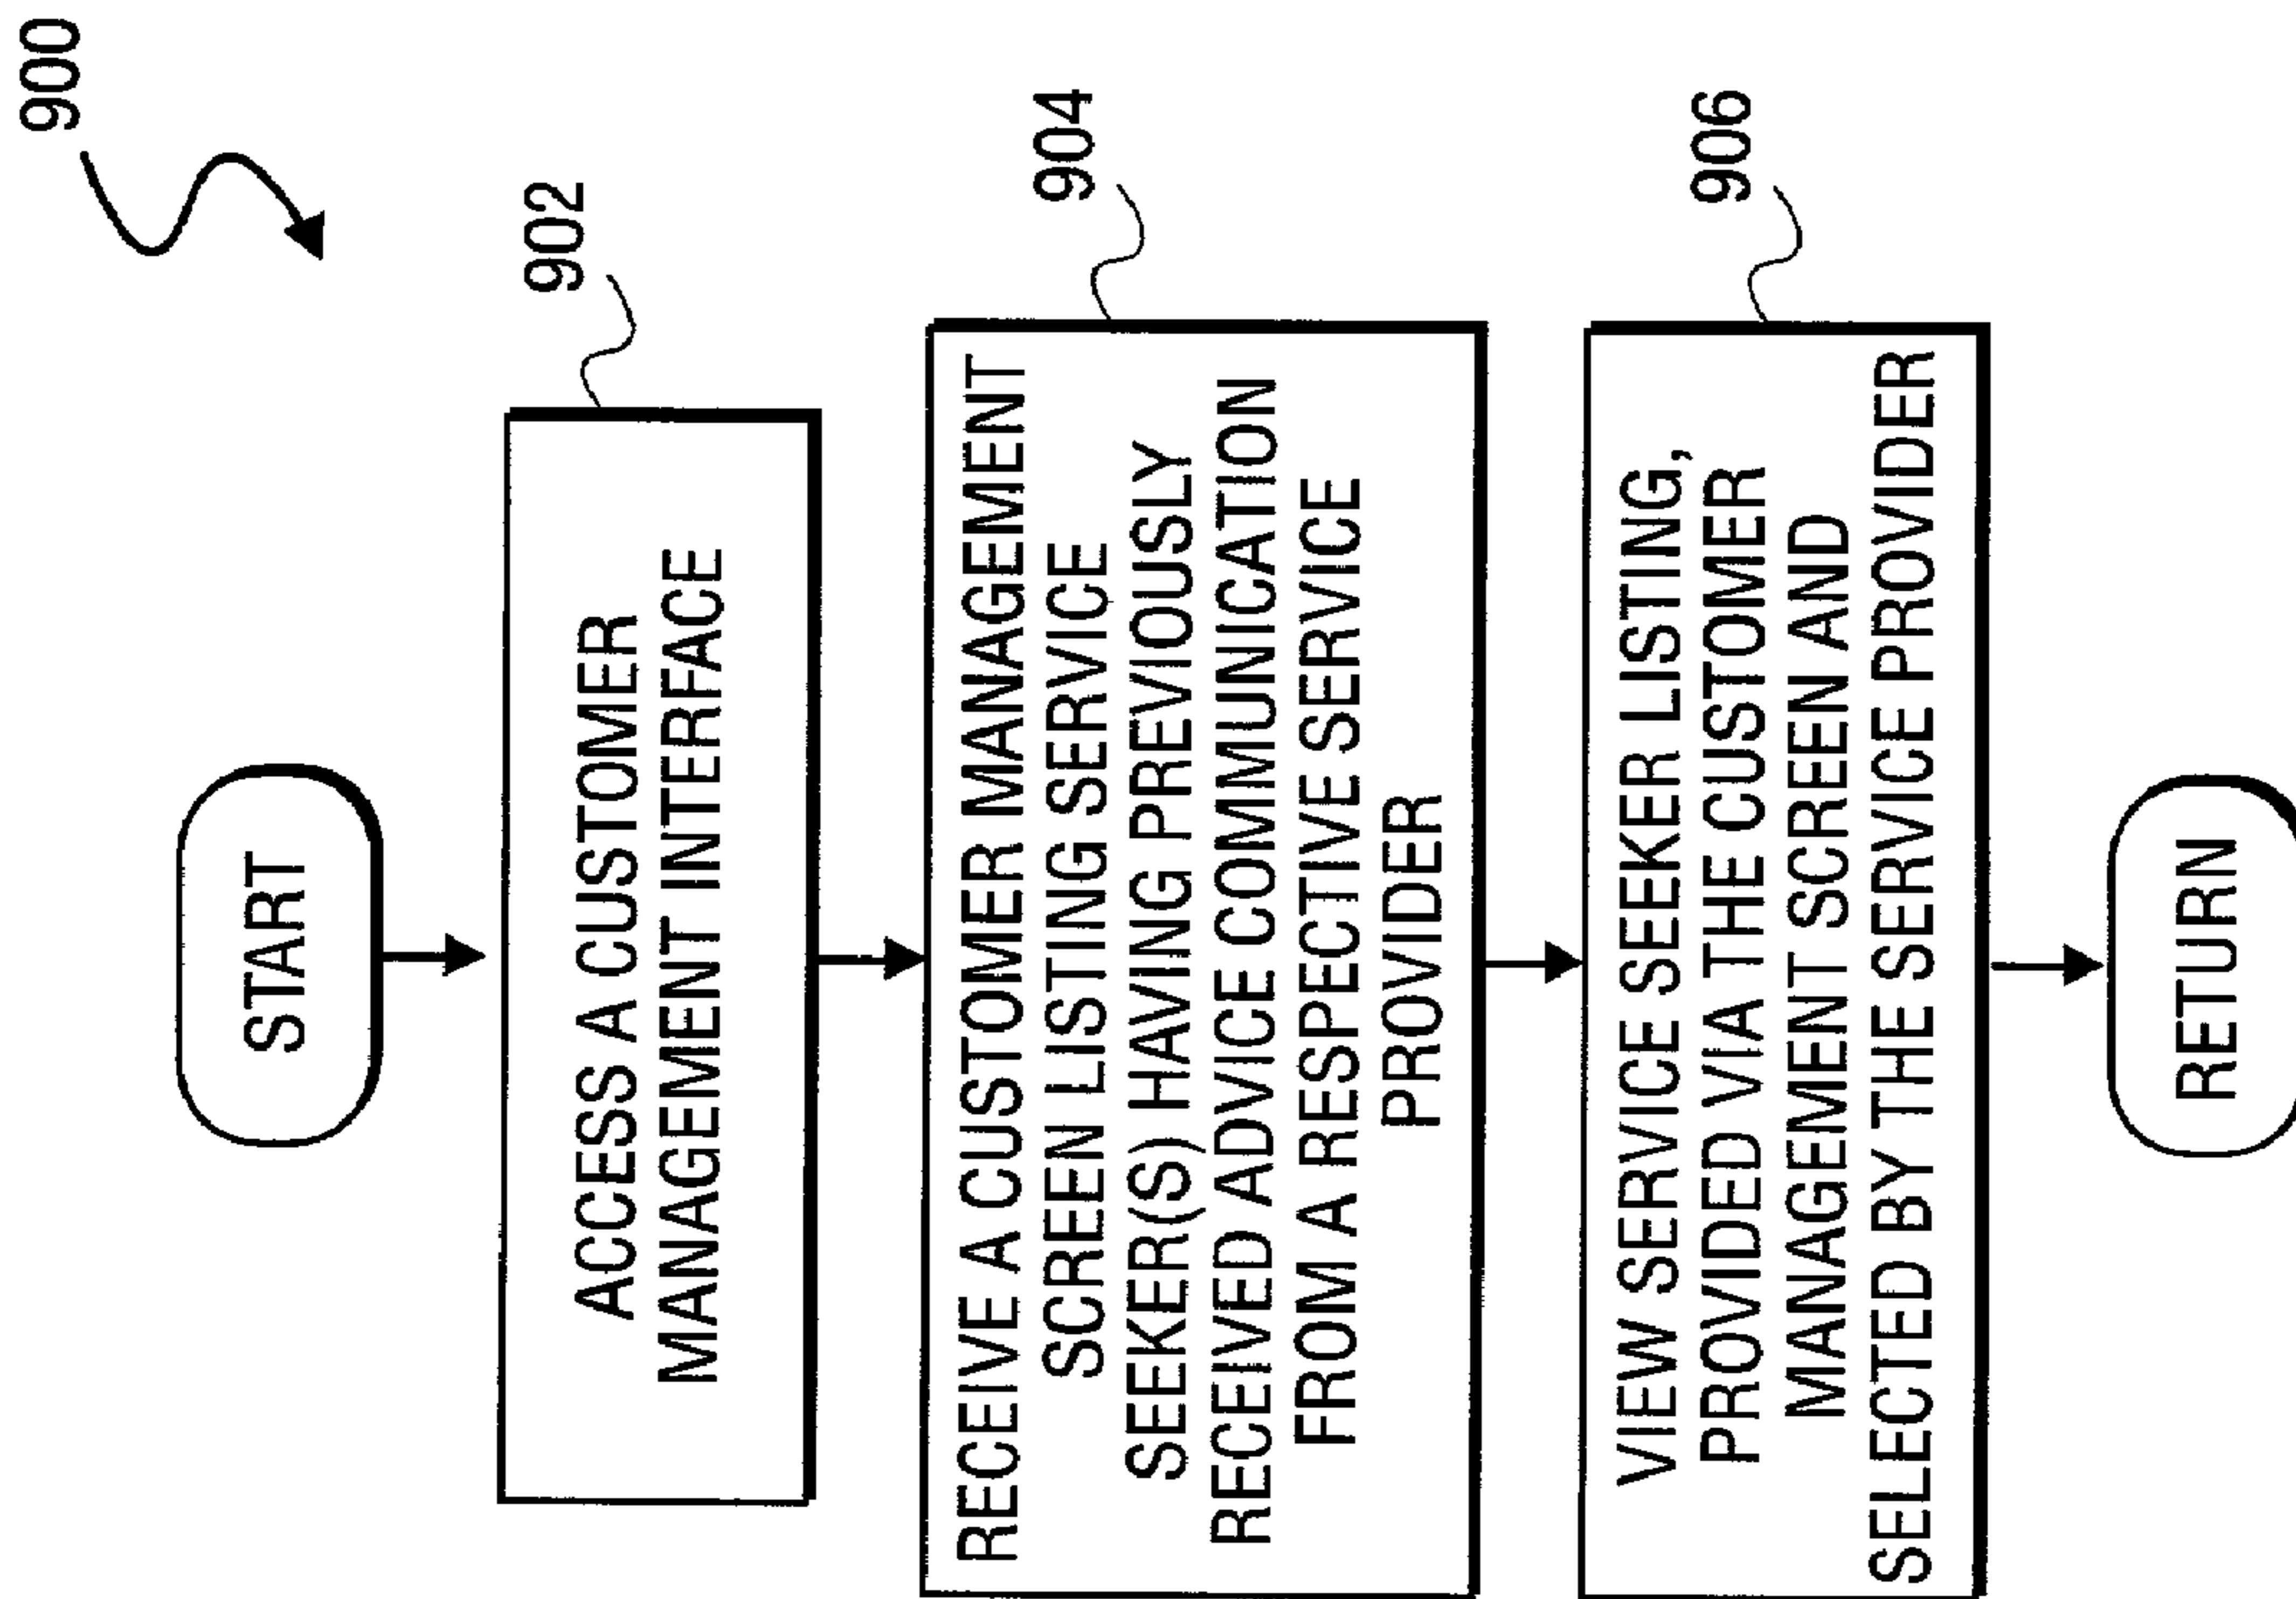 900
START
902
ACCESS A CUSTOMER
MANAGEMENT INTERFACE
904
RECEIVE A CUSTOMER MANAGEMENT
SCREEN LISTING SERVICE
SEEKER(S) HAVING PREVIOUSLY
RECEIVED ADVICE COMMUNICATION
FROM A RESPECTIVE SERVICE
PROVIDER
906
VIEW SERVICE SEEKER LISTING,
PROVIDED VIA THE CUSTOMER
MANAGEMENT SCREEN AND
SELECTED BY THE SERVICE PROVIDER
RETURN